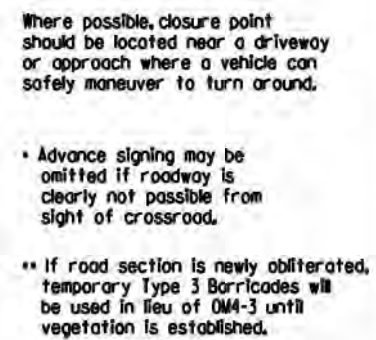 Where possible, closure point
should be located near a driveway
or approach where a vehicle can
safely maneuver to turn around.
• Advance signing may be
omitted if roadway is
clearly not passible from
sight of crossroad.
•• If road section is newly obliterated,
temporary Type 3 Barricades will
be used in lieu of OM4-3 until
vegetation is established.